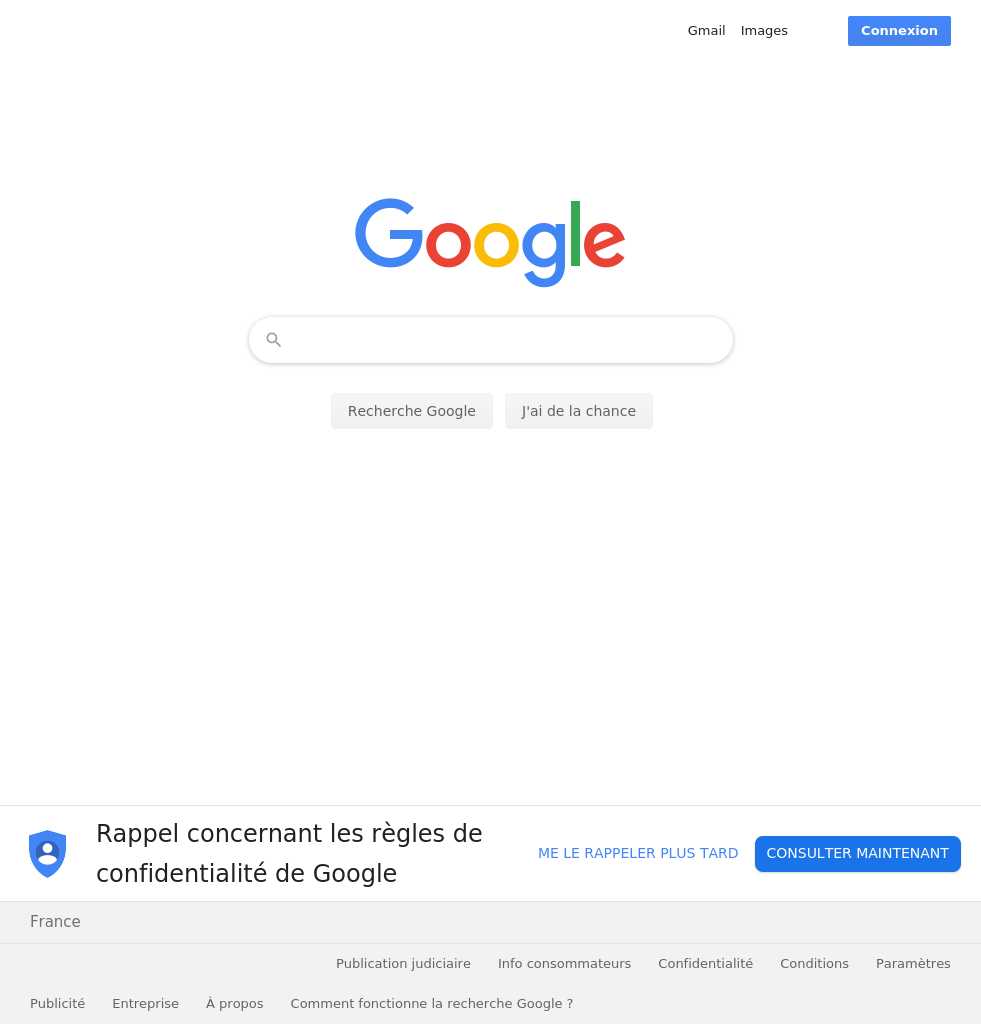 Gmail Images Connexion
Google
Recherche Google J'ai de la chance
Rappel concernant les règles de
confidentialité de Google
ME LE RAPPELER PLUS TARD CONSULTER MAINTENANT
France
Publication judiciaire Info consommateurs Confidentialité Conditions Paramètres
Publicité Entreprise À propos Comment fonctionne la recherche Google ?